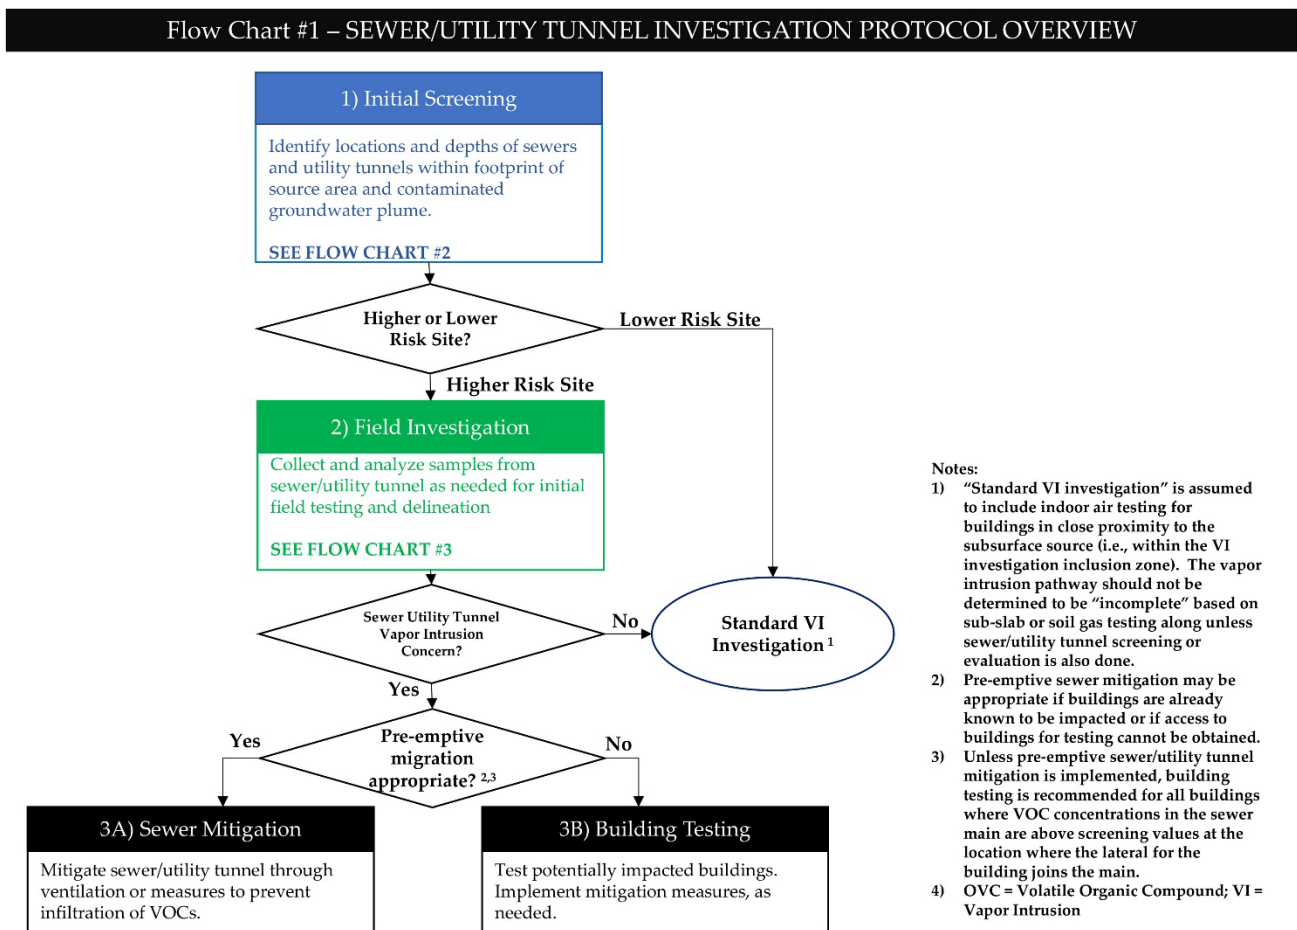 Flow Chart #1 – SEWER/UTILITY TUNNEL INVESTIGATION PROTOCOL OVERVIEW
1) Initial Screening
Identify locations and depths of sewers
and utility tunnels within footprint of
source area and contaminated
groundwater plume.
SEE FLOW CHART #2
Higher or Lower
Risk Site?
Lower Risk Site
Higher Risk Site
2) Field Investigation
Collect and analyze samples from
sewer/utility tunnel as needed for initial
field testing and delineation
SEE FLOW CHART #3
Sewer Utility Tunnel
Vapor Intrusion
Concern?
No
Standard VI
Investigation 1
Yes
Pre-emptive
migration
appropriate? 2,3
Yes
No
3A) Sewer Mitigation
Mitigate sewer/utility tunnel through
ventilation or measures to prevent
infiltration of VOCs.
3B) Building Testing
Test potentially impacted buildings.
Implement mitigation measures, as
needed.
Notes:
1) “Standard VI investigation” is assumed
to include indoor air testing for
buildings in close proximity to the
subsurface source (i.e., within the VI
investigation inclusion zone). The vapor
intrusion pathway should not be
determined to be “incomplete” based on
sub-slab or soil gas testing along unless
sewer/utility tunnel screening or
evaluation is also done.
2) Pre-emptive sewer mitigation may be
appropriate if buildings are already
known to be impacted or if access to
buildings for testing cannot be obtained.
3) Unless pre-emptive sewer/utility tunnel
mitigation is implemented, building
testing is recommended for all buildings
where VOC concentrations in the sewer
main are above screening values at the
location where the lateral for the
building joins the main.
4) OVC = Volatile Organic Compound; VI =
Vapor Intrusion